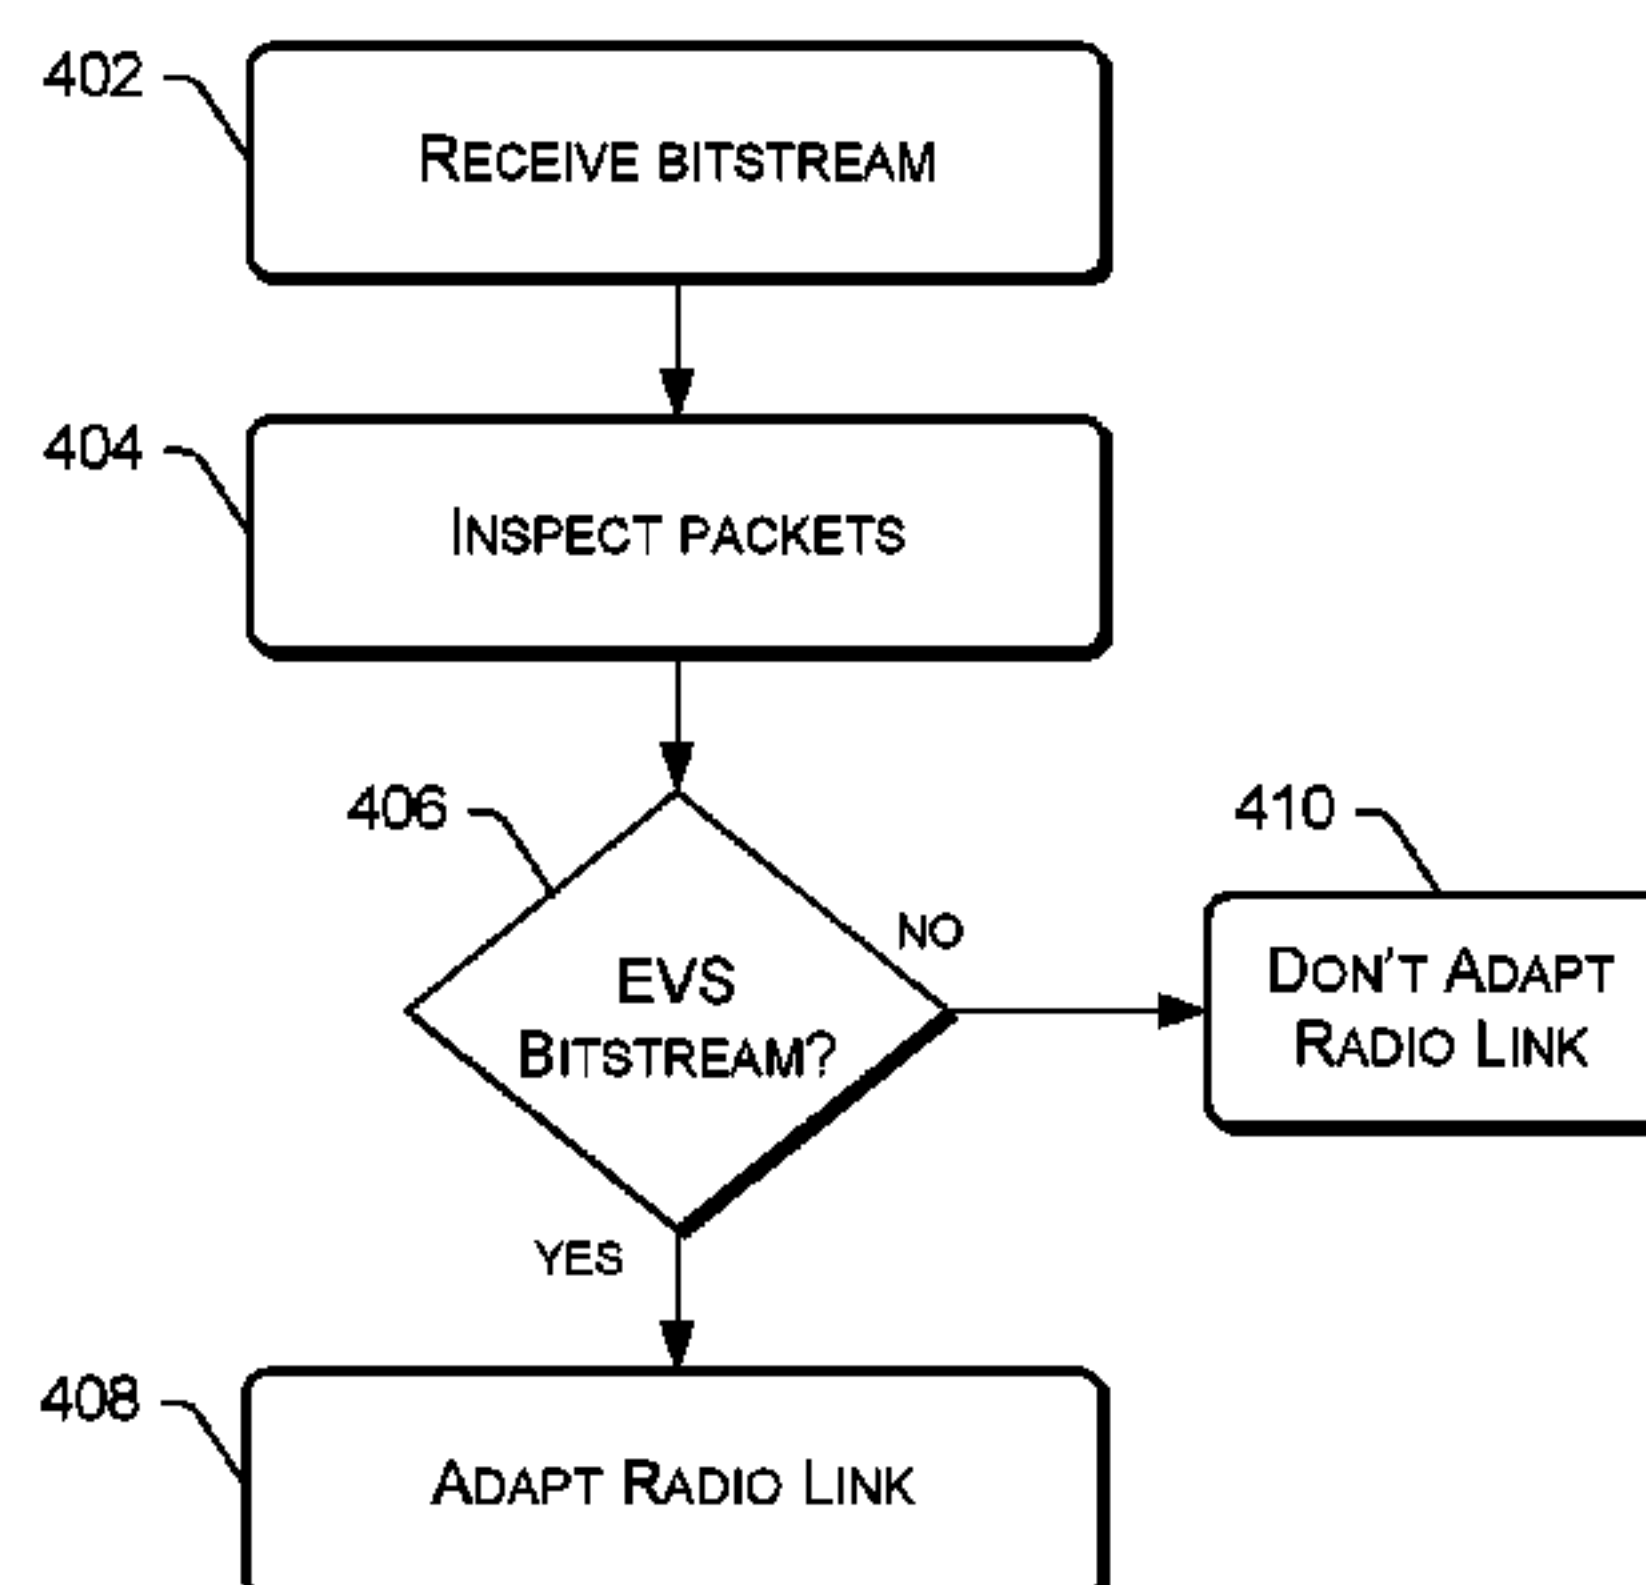 402
RECEIVE BITSTREAM
404
INSPECT PACKETS
406
410
NO
EVS
BITSTREAM?
DON'T ADAPT
RADIO LINK
YES
408
ADAPT RADIO LINK